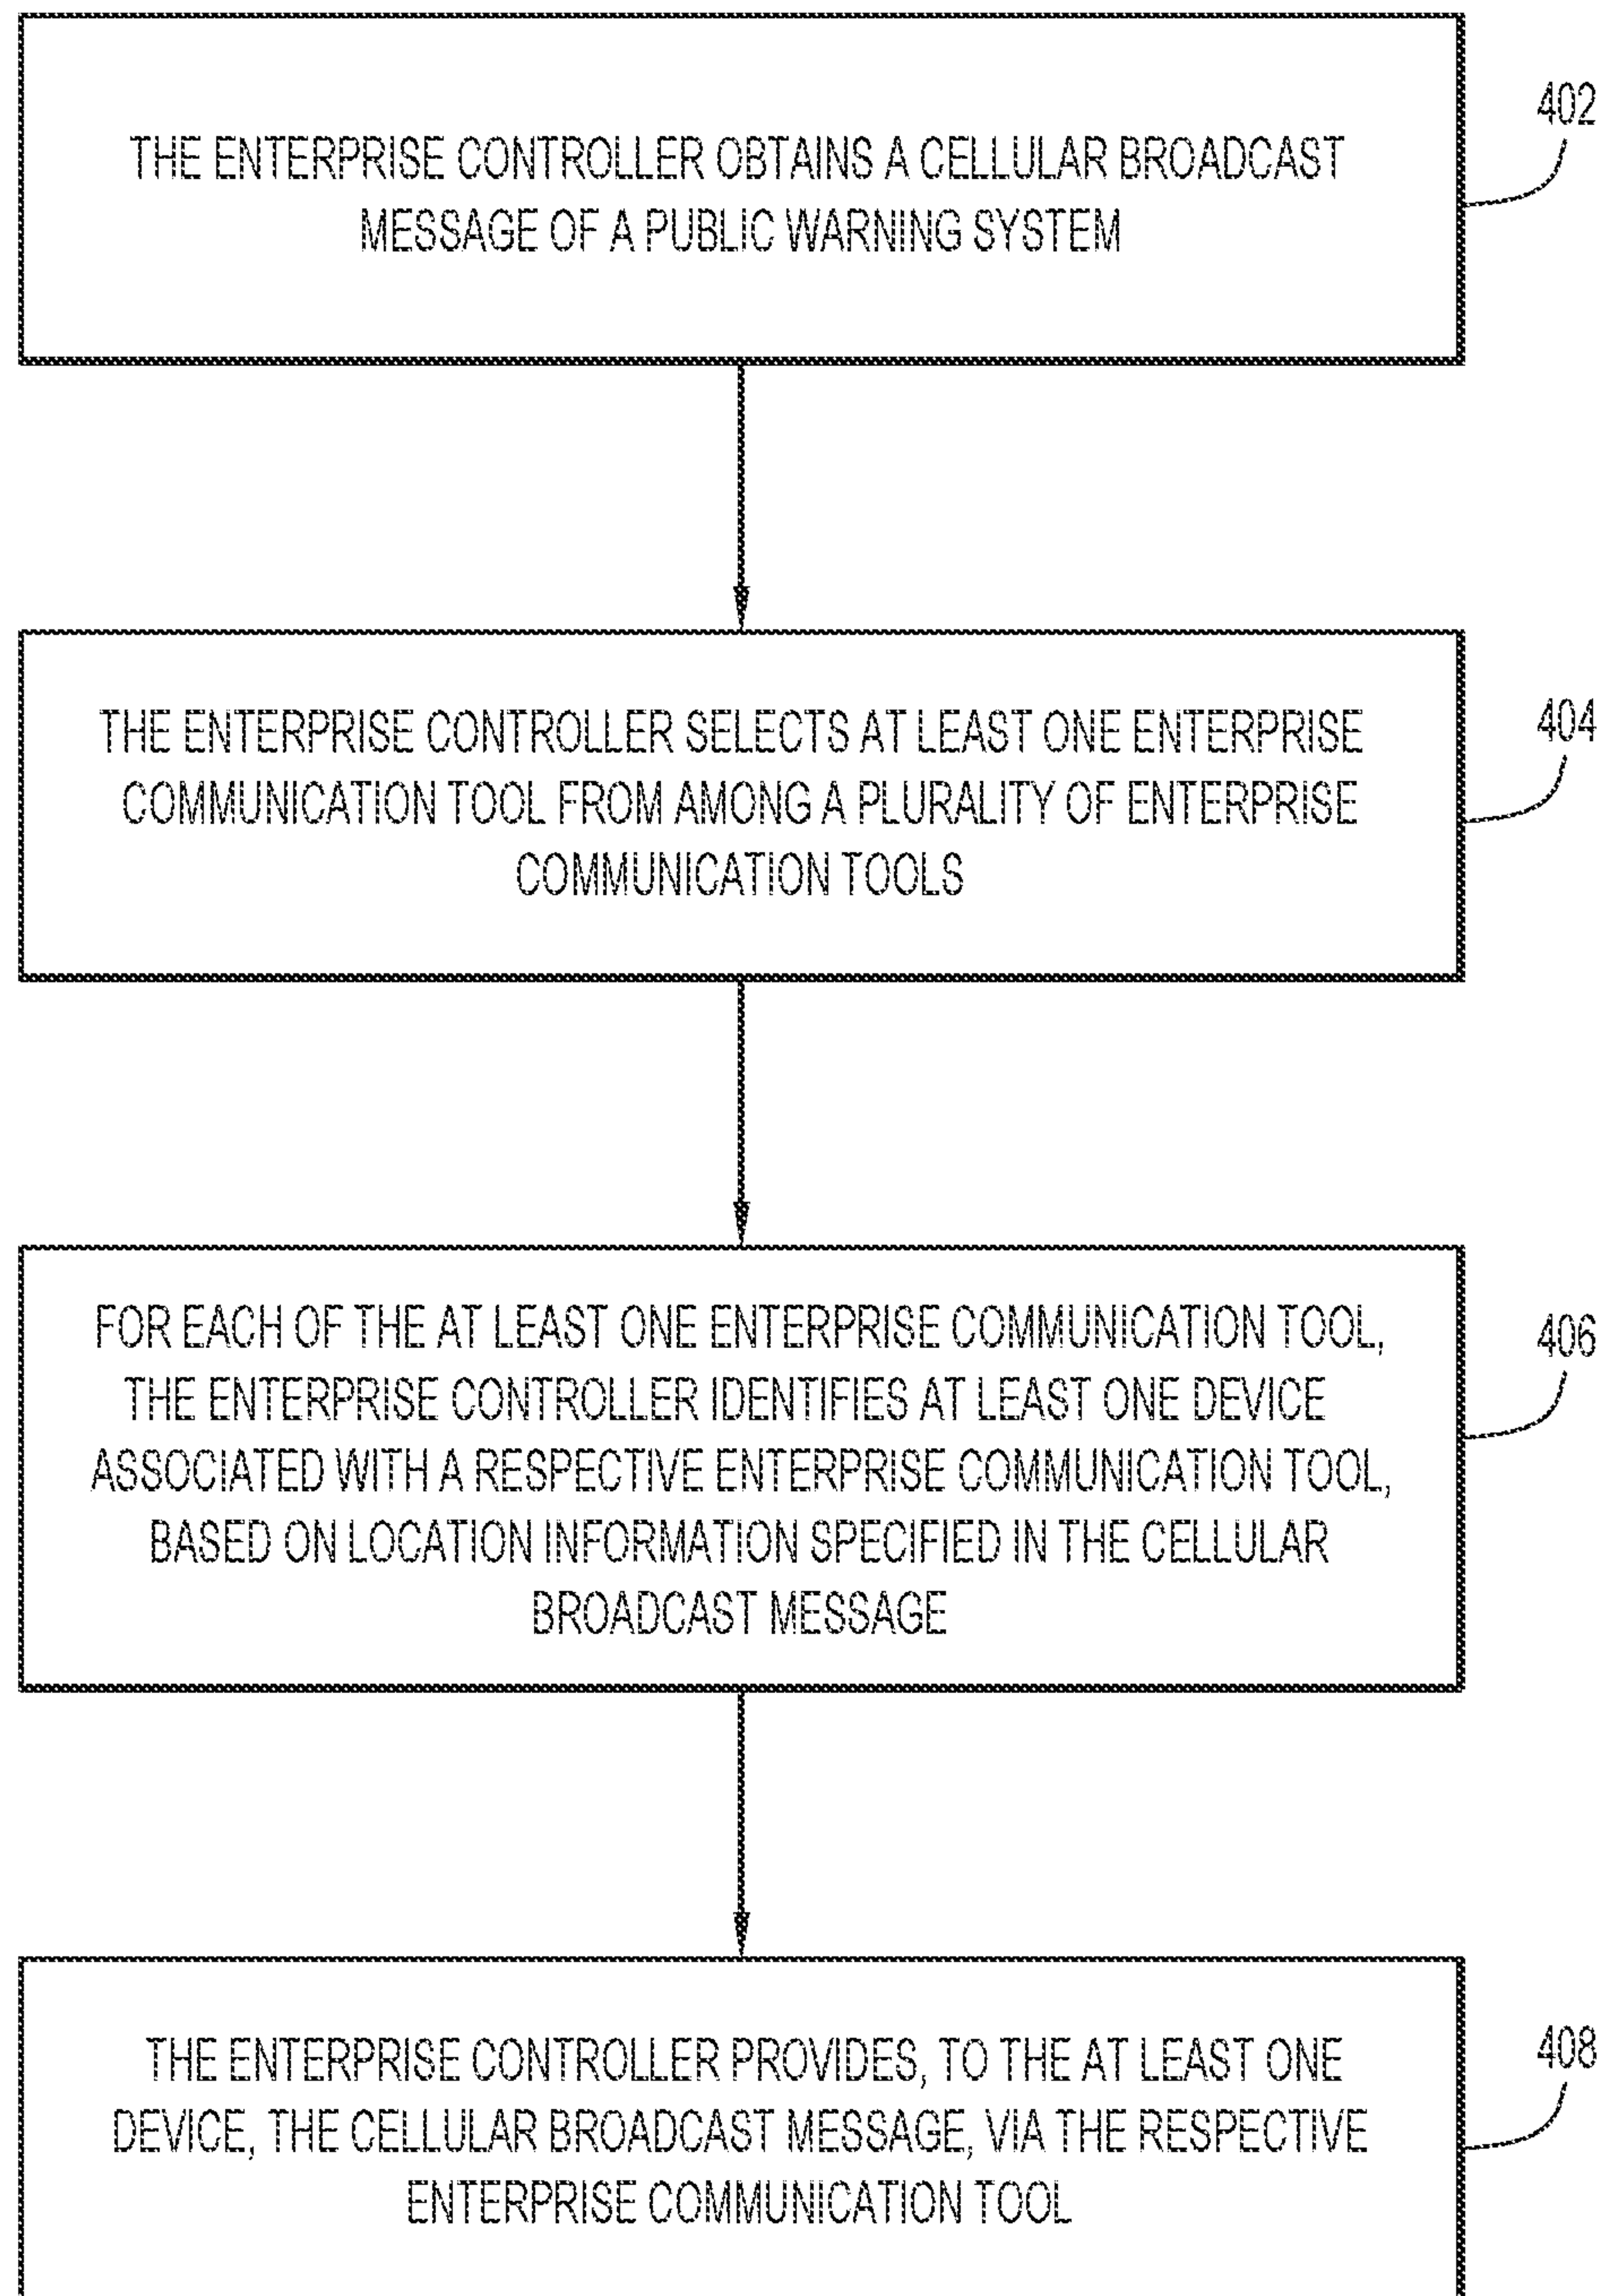 THE ENTERPRISE CONTROLLER OBTAINS A CELLULAR BROADCAST
MESSAGE OF A PUBLIC WARNING SYSTEM
402
THE ENTERPRISE CONTROLLER SELECTS AT LEAST ONE ENTERPRISE
COMMUNICATION TOOL FROM AMONG A PLURALITY OF ENTERPRISE
COMMUNICATION TOOLS
404
FOR EACH OF THE AT LEAST ONE ENTERPRISE COMMUNICATION TOOL,
THE ENTERPRISE CONTROLLER IDENTIFIES AT LEAST ONE DEVICE
ASSOCIATED WITH A RESPECTIVE ENTERPRISE COMMUNICATION TOOL,
BASED ON LOCATION INFORMATION SPECIFIED IN THE CELLULAR
BROADCAST MESSAGE
406
THE ENTERPRISE CONTROLLER PROVIDES, TO THE AT LEAST ONE
DEVICE, THE CELLULAR BROADCAST MESSAGE, VIA THE RESPECTIVE
ENTERPRISE COMMUNICATION TOOL
408